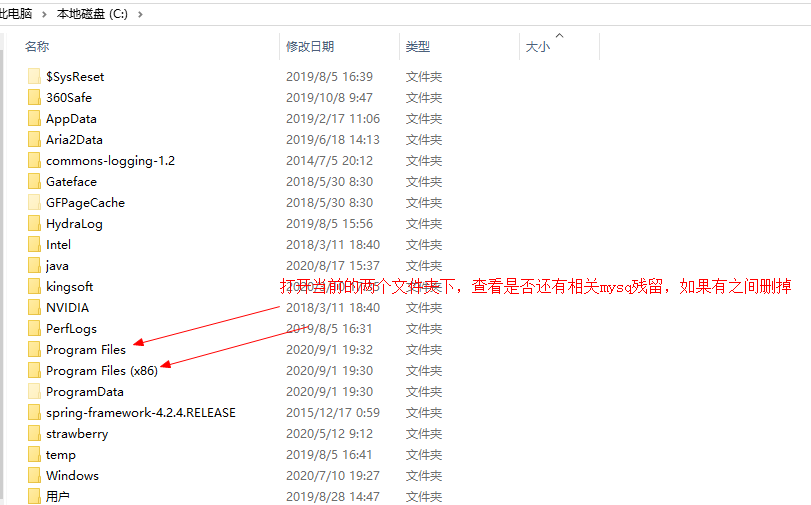 此电脑 › 本地磁盘 (C:) ›
名称 修改日期 类型 大小
$SysReset 2019/8/5 16:39 文件夹
360Safe 2019/10/8 9:47 文件夹
AppData 2019/2/17 11:06 文件夹
Aria2Data 2019/6/18 14:13 文件夹
commons-logging-1.2 2014/7/5 20:12 文件夹
Gateface 2018/5/30 8:30 文件夹
GFPageCache 2018/5/30 8:30 文件夹
HydraLog 2019/8/5 15:56 文件夹
Intel 2018/3/11 18:40 文件夹
java 2020/8/17 15:37 文件夹
kingsoft 文件夹
打开当前的两个文件夹下，查看是否还有相关mysq残留，如果有之间删掉
NVIDIA 2018/3/11 18:40 文件夹
PerfLogs 2019/8/5 16:31 文件夹
Program Files 2020/9/1 19:32 文件夹
Program Files (x86) 2020/9/1 19:30 文件夹
ProgramData 2020/9/1 19:30 文件夹
spring-framework-4.2.4.RELEASE 2015/12/17 0:59 文件夹
strawberry 2020/5/12 9:12 文件夹
temp 2019/8/5 16:41 文件夹
Windows 2020/7/10 19:27 文件夹
用户 2019/8/28 14:47 文件夹